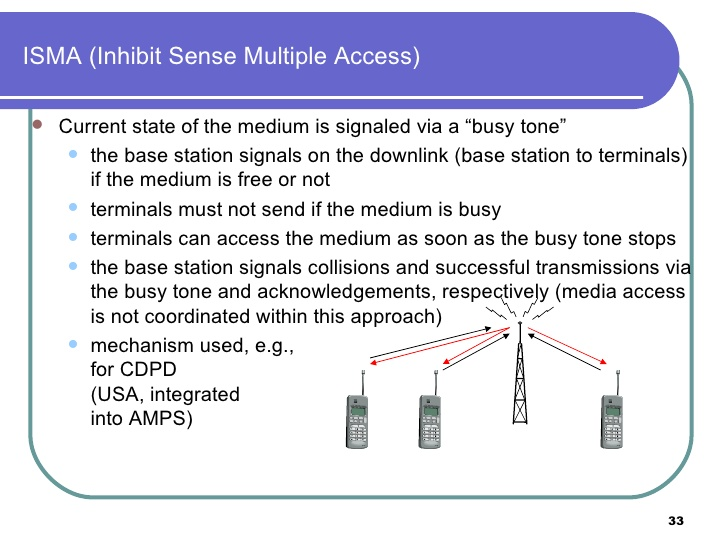 ISMA (Inhibit Sense Multiple Access)
Current state of the medium is signaled via a “busy tone”
the base station signals on the downlink (base station to terminals)
if the medium is free or not
terminals must not send if the medium is busy
terminals can access the medium as soon as the busy tone stops
the base station signals collisions and successful transmissions via
the busy tone and acknowledgements, respectively (media access
is not coordinated within this approach)
mechanism used, e.g.,
for CDPD
(USA, integrated
into AMPS)
33